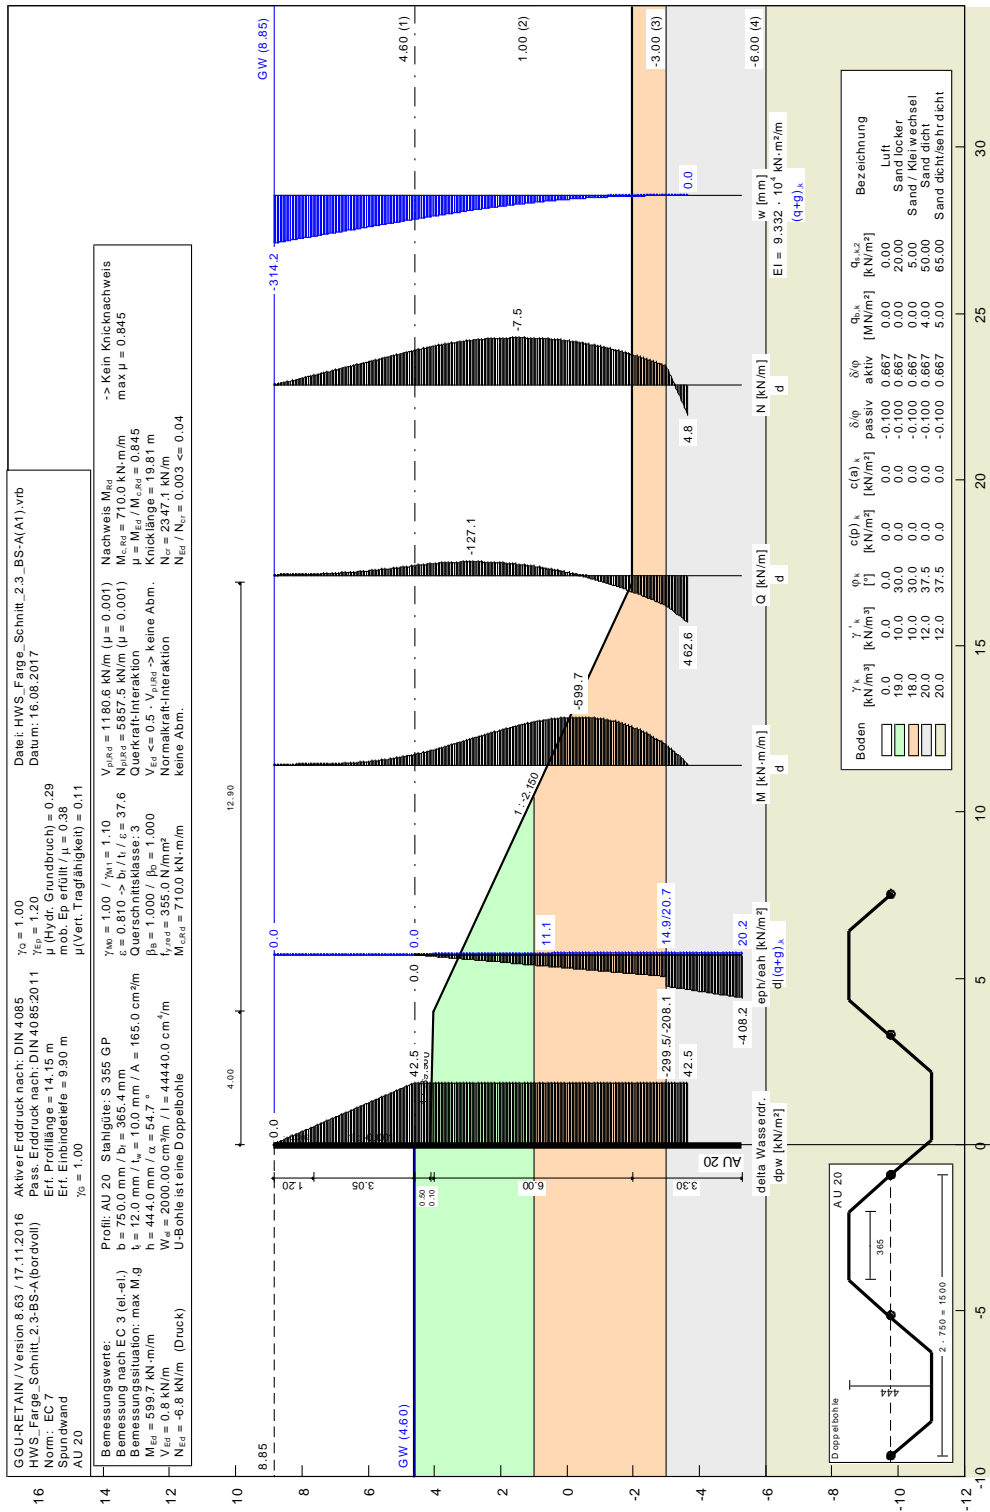 GGU-RETAIN / Version 8.63 / 17.11.2016
HWS_Farge_Schnitt_2.3-BS-A(bordvoll)
Norm: EC 7
Spundwand
AU 20
Aktiver Erddruck nach: DIN 4085
Pass. Erddruck nach: DIN 4085:2011
Erf. Profillänge = 14.15 m
Erf. Einbindetiefe = 9.90 m
γG = 1.00
γQ = 1.00
γEp = 1.20
μ (Hydr. Grundbruch) = 0.29
mob. Ep erfüllt / μ = 0.38
μ(Vert. Tragfähigkeit) = 0.11
Datei: HWS_Farge_Schnitt_2.3_BS-A(A1).vrb
Datum: 16.08.2017
Bemessungswerte:
Bemessung nach EC 3 (el.-el.)
Bemessungssituation: max M,g
MEd = 599.7 kN·m/m
VEd = 0.8 kN/m
NEd = -6.8 kN/m (Druck)
Profil: AU 20 Stahlgüte: S 355 GP
b = 750.0 mm / bf = 365.4 mm
tf = 12.0 mm / tw = 10.0 mm / A = 165.0 cm²/m
h = 444.0 mm / α = 54.7 °
Wel = 2000.00 cm³/m / I = 44440.0 cm⁴/m
U-Bohle ist eine Doppelbohle
γM0 = 1.00 / γM1 = 1.10
ε = 0.810 -> bf / tf / ε = 37.6
Querschnittsklasse: 3
βB = 1.000 / βD = 1.000
fy,red = 355.0 N/mm²
Mc,Rd = 710.0 kN·m/m
Vpl,Rd = 1180.6 kN/m (μ = 0.001)
Npl,Rd = 5857.5 kN/m (μ = 0.001)
Querkraft-Interaktion
VEd <= 0.5 · Vpl,Rd -> keine Abm.
Normalkraft-Interaktion
keine Abm.
Nachweis MRd
Mc,Rd = 710.0 kN·m/m
μ = MEd / Mc,Rd = 0.845
Knicklänge = 19.81 m
Ncr = 2347.1 kN/m
NEd / Ncr = 0.003 <= 0.04
-> Kein Knicknachweis
max μ = 0.845
16
14
12
10
8
6
4
2
0
-2
-4
-6
-8
-10
-12
8.85
GW (4.60)
GW (8.85)
4.60 (1)
1.00 (2)
-3.00 (3)
-6.00 (4)
4.00
12.90
1.20
3.05
0.50
0.10
6.00
3.30
AU 20
0.0
42.5
42.5
delta Wasserdr.
dpw [kN/m²]
1 : -2.150
0.0
0.0
0.0
11.1
14.9/20.7
20.2
-299.5/-208.1
-408.2
eph/eah [kN/m²]
d|(q+g),k
-599.7
M [kN·m/m]
d
-127.1
462.6
Q [kN/m]
d
-7.5
4.8
N [kN/m]
d
-314.2
0.0
w [mm]
EI = 9.332 · 10⁴ kN·m²/m
(q+g),k
Doppelbohle
AU 20
365
444
2 · 750 = 1500
Boden γk [kN/m³] γ'k [kN/m³] φk [°] c(p),k [kN/m²] c(a),k [kN/m²] δ/φ passiv δ/φ aktiv qb,k [MN/m²] qs,k,2 [kN/m²] Bezeichnung
0.0 0.0 0.0 0.0 0.0 -0.100 0.667 0.00 0.00 Luft
19.0 10.0 30.0 0.0 0.0 -0.100 0.667 0.00 20.00 Sand locker
18.0 10.0 30.0 0.0 0.0 -0.100 0.667 0.00 5.00 Sand / Klei wechsel
20.0 12.0 37.5 0.0 0.0 -0.100 0.667 4.00 50.00 Sand dicht
20.0 12.0 37.5 0.0 0.0 -0.100 0.667 5.00 65.00 Sand dicht/sehr dicht
-10
-5
0
5
10
15
20
25
30